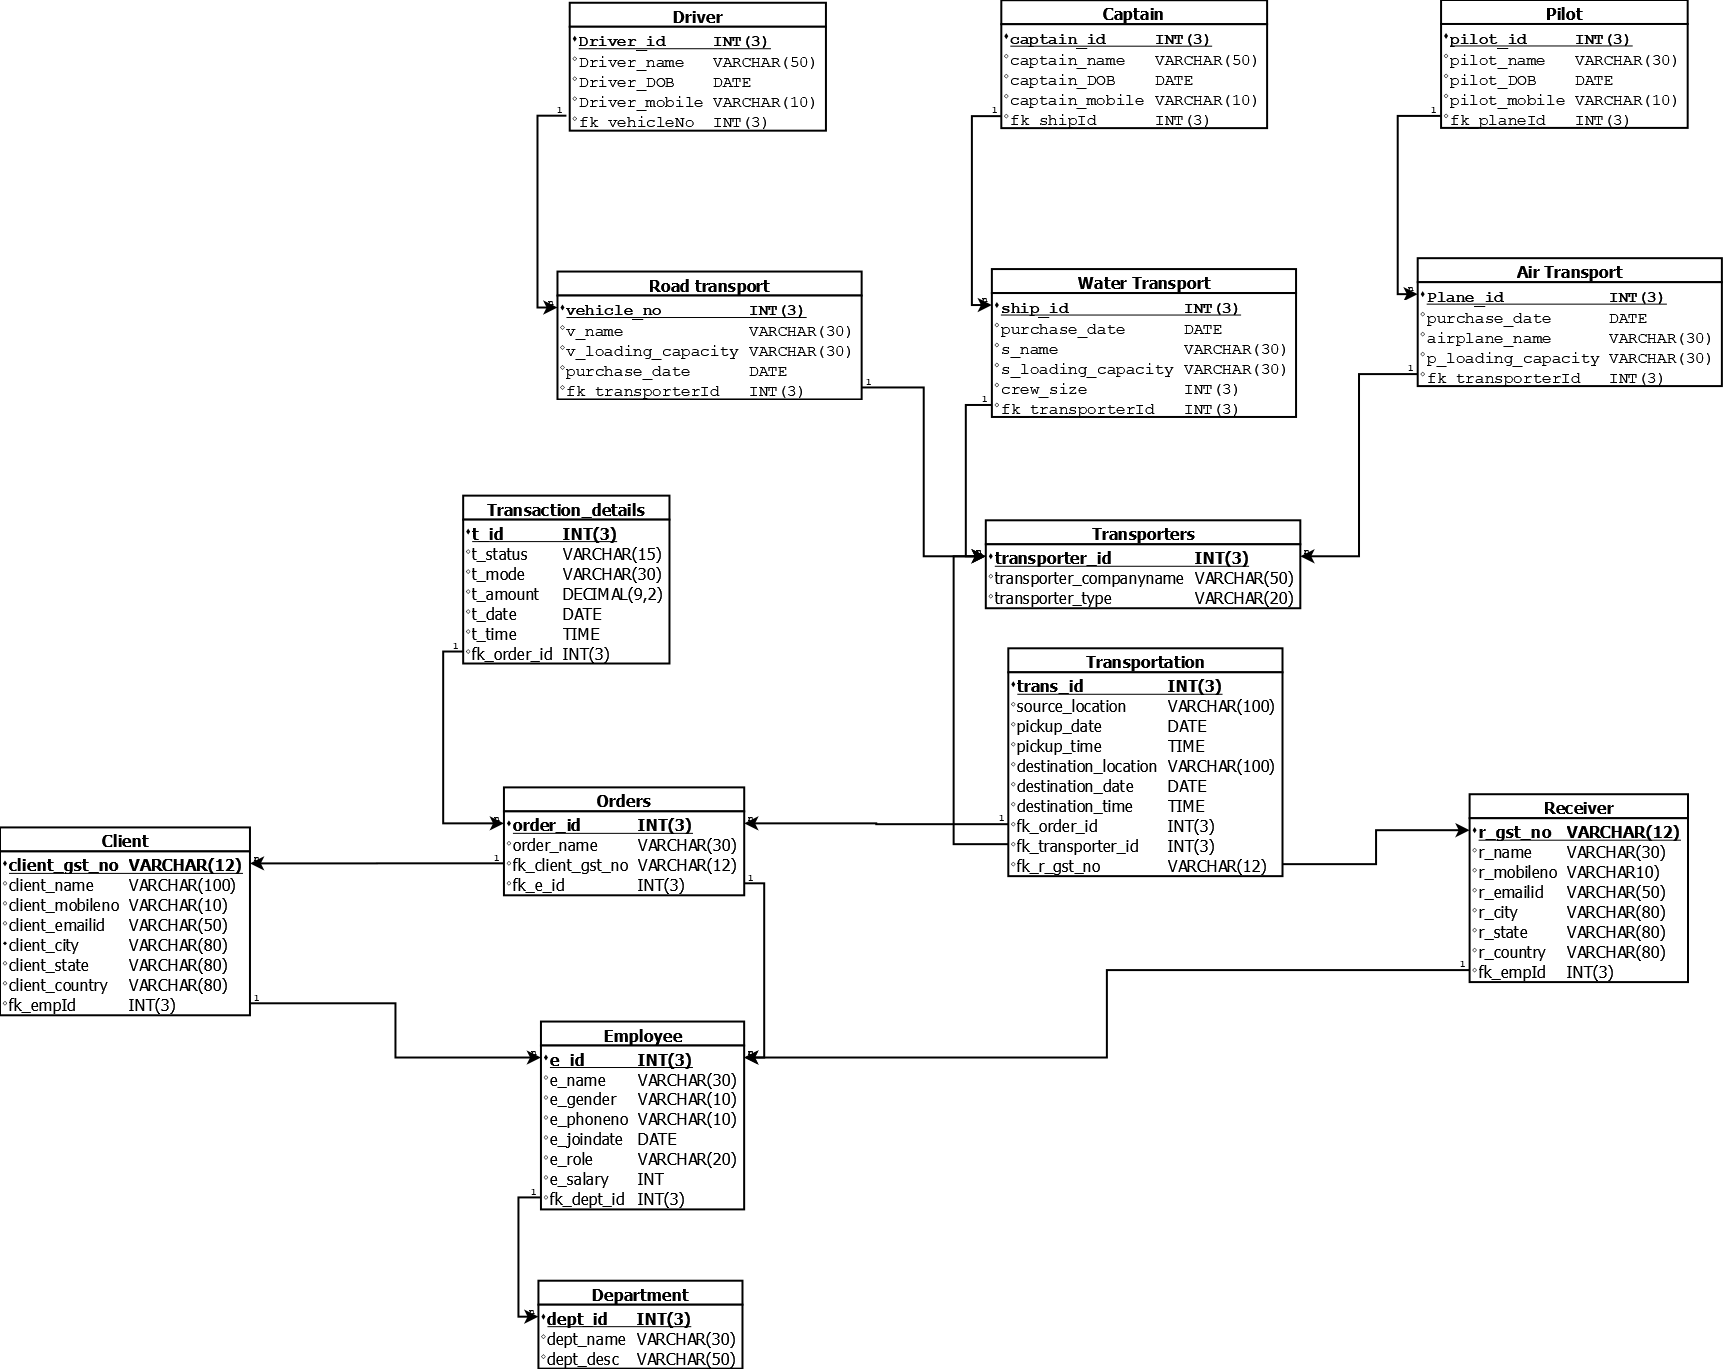 Driver
Driver_id INT(3)
Driver_name VARCHAR(50)
Driver_DOB DATE
Driver_mobile VARCHAR(10)
fk_vehicleNo INT(3)
1
Captain
captain_id INT(3)
captain_name VARCHAR(50)
captain_DOB DATE
captain_mobile VARCHAR(10)
fk_shipId INT(3)
1
Pilot
pilot_id INT(3)
pilot_name VARCHAR(30)
pilot_DOB DATE
pilot_mobile VARCHAR(10)
fk_planeId INT(3)
1
Road transport
vehicle_no INT(3)
v_name VARCHAR(30)
v_loading_capacity VARCHAR(30)
purchase_date DATE
fk_transporterId INT(3)
1
Water Transport
ship_id INT(3)
purchase_date DATE
s_name VARCHAR(30)
s_loading_capacity VARCHAR(30)
crew_size INT(3)
fk_transporterId INT(3)
1
Air Transport
Plane_id INT(3)
purchase_date DATE
airplane_name VARCHAR(30)
p_loading_capacity VARCHAR(30)
fk_transporterId INT(3)
1
Transaction_details
t_id INT(3)
t_status VARCHAR(15)
t_mode VARCHAR(30)
t_amount DECIMAL(9,2)
t_date DATE
t_time TIME
fk_order_id INT(3)
1
Transporters
transporter_id INT(3)
transporter_companyname VARCHAR(50)
transporter_type VARCHAR(20)
Transportation
trans_id INT(3)
source_location VARCHAR(100)
pickup_date DATE
pickup_time TIME
destination_location VARCHAR(100)
destination_date DATE
destination_time TIME
fk_order_id INT(3)
fk_transporter_id INT(3)
fk_r_gst_no VARCHAR(12)
1
Orders
order_id INT(3)
order_name VARCHAR(30)
fk_client_gst_no VARCHAR(12)
fk_e_id INT(3)
1
1
Receiver
r_gst_no VARCHAR(12)
r_name VARCHAR(30)
r_mobileno VARCHAR10)
r_emailid VARCHAR(50)
r_city VARCHAR(80)
r_state VARCHAR(80)
r_country VARCHAR(80)
fk_empId INT(3)
1
Client
client_gst_no VARCHAR(12)
client_name VARCHAR(100)
client_mobileno VARCHAR(10)
client_emailid VARCHAR(50)
client_city VARCHAR(80)
client_state VARCHAR(80)
client_country VARCHAR(80)
fk_empId INT(3)
1
Employee
e_id INT(3)
e_name VARCHAR(30)
e_gender VARCHAR(10)
e_phoneno VARCHAR(10)
e_joindate DATE
e_role VARCHAR(20)
e_salary INT
fk_dept_id INT(3)
1
Department
dept_id INT(3)
dept_name VARCHAR(30)
dept_desc VARCHAR(50)